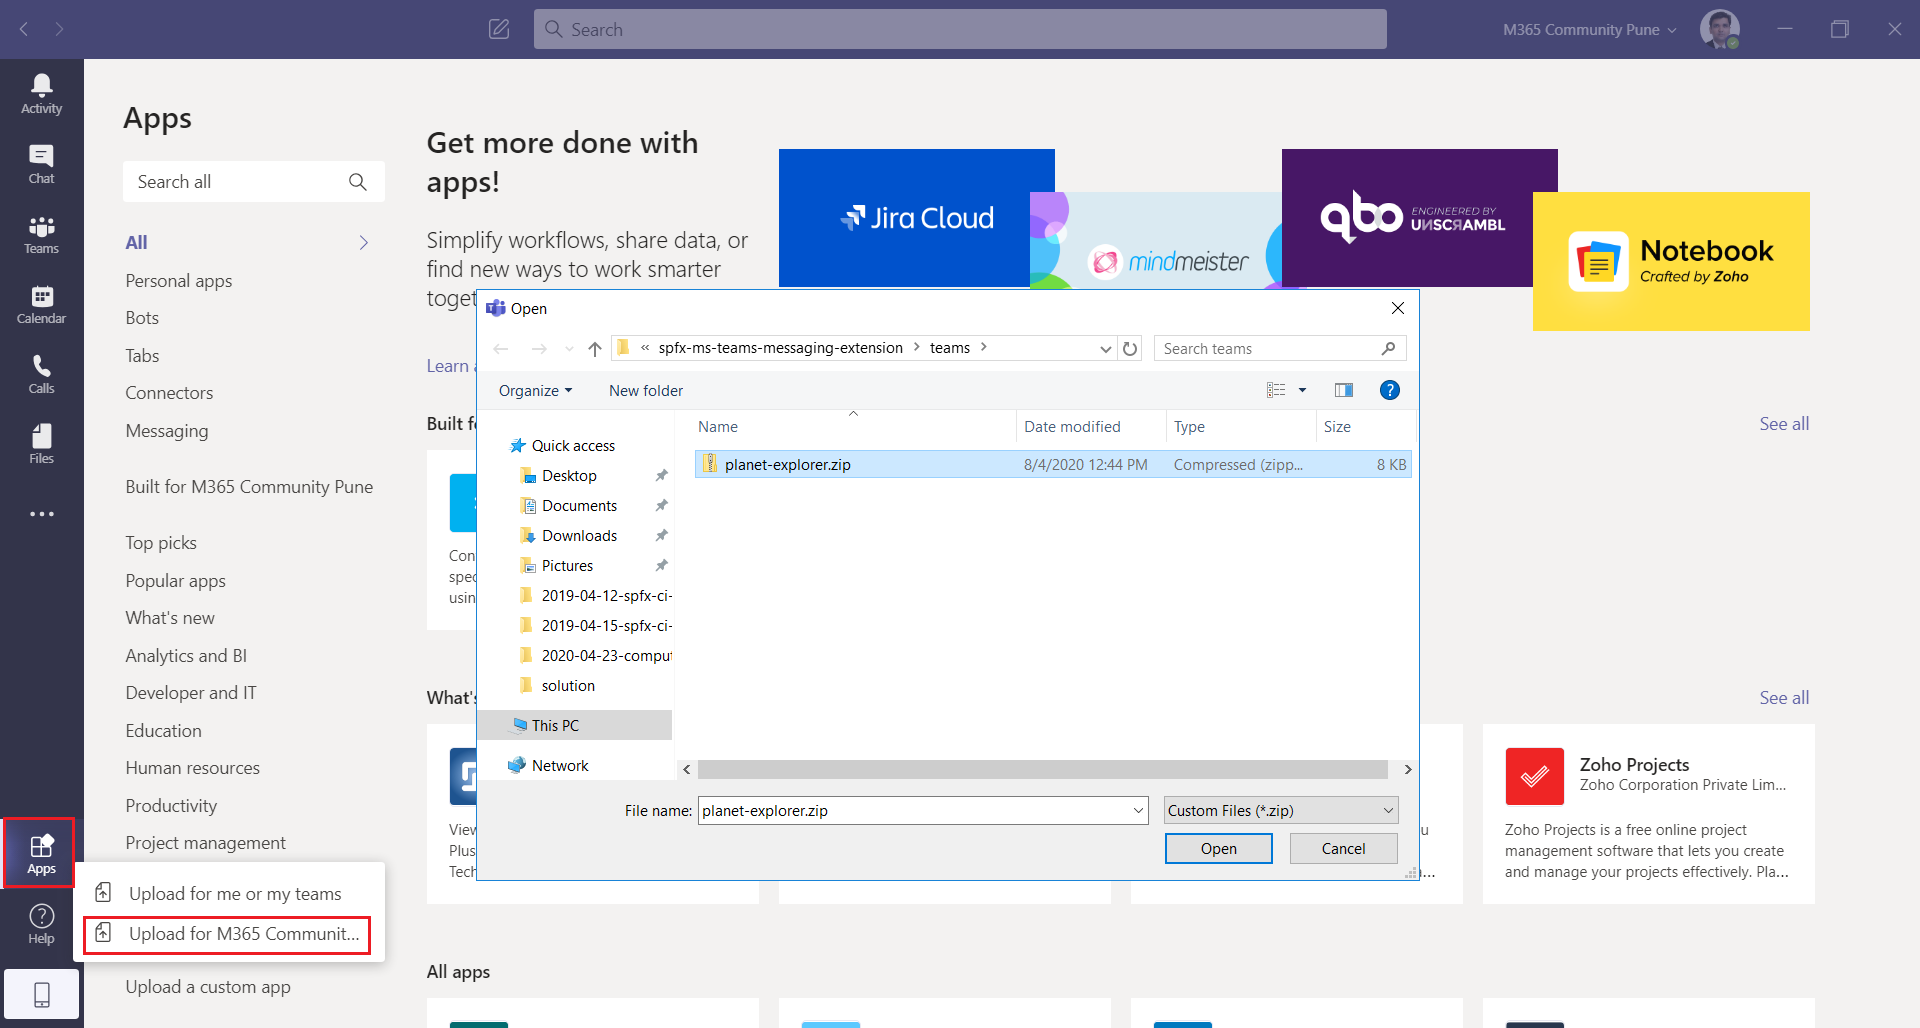 Search
M365 Community Pune
Activity
Chat
Teams
Calendar
Calls
Files
Apps
Help
Apps
Search all
All
Personal apps
Bots
Tabs
Connectors
Messaging
Built for M365 Community Pune
Top picks
Popular apps
What's new
Analytics and BI
Developer and IT
Education
Human resources
Productivity
Project management
Upload for me or my teams
Upload for M365 Communit...
Upload a custom app
Get more done with
apps!
Simplify workflows, share data, or
find new ways to work smarter
toget
Learn
Jira Cloud
mindmeister
qbo
ENGINEERED BY
UNSCRAMBL
Notebook
Crafted by Zoho
Built fo
See all
Con
spec
usin
What's
See all
View
Plus
Tech
u
...
Zoho Projects
Zoho Corporation Private Lim...
Zoho Projects is a free online project
management software that lets you create
and manage your projects effectively. Pla...
All apps
Open
« spfx-ms-teams-messaging-extension > teams >
Search teams
Organize
New folder
?
Name
Date modified
Type
Size
planet-explorer.zip
8/4/2020 12:44 PM
Compressed (zipp...
8 KB
Quick access
Desktop
Documents
Downloads
Pictures
2019-04-12-spfx-ci-
2019-04-15-spfx-ci-
2020-04-23-comput
solution
This PC
Network
File name: planet-explorer.zip
Custom Files (*.zip)
Open
Cancel